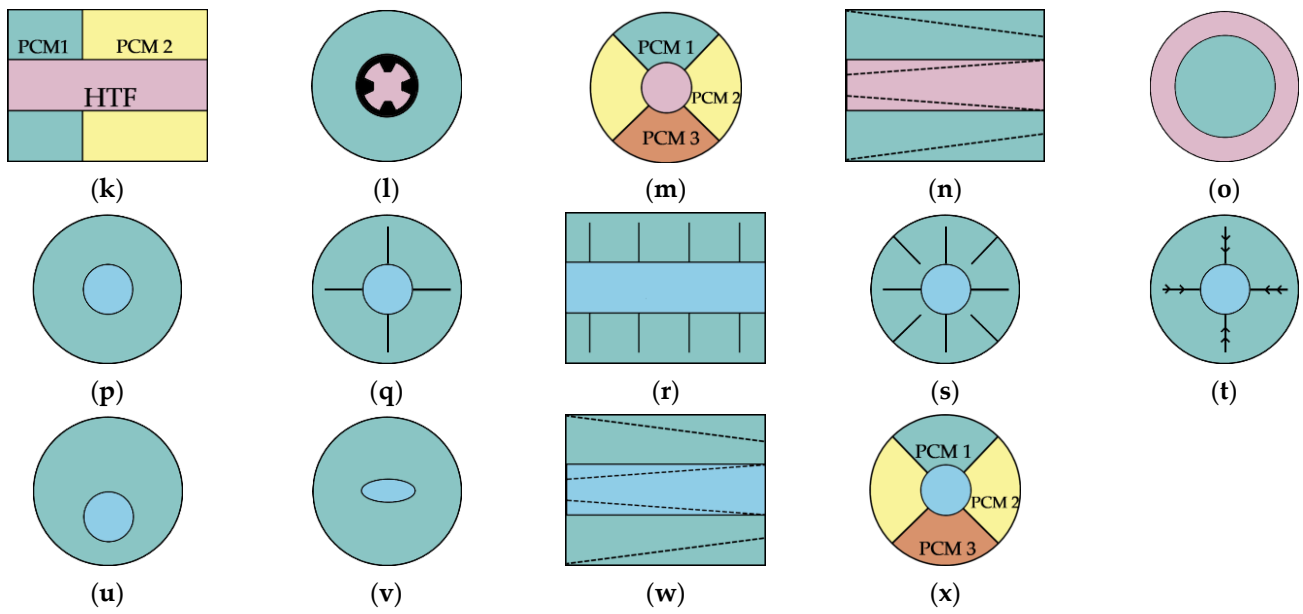 PCM1 PCM 2
HTF
PCM 1
PCM 2
PCM 3
(k) (l) (m) (n) (o)
(p) (q) (r) (s) (t)
PCM 1
PCM 2
PCM 3
(u) (v) (w) (x)